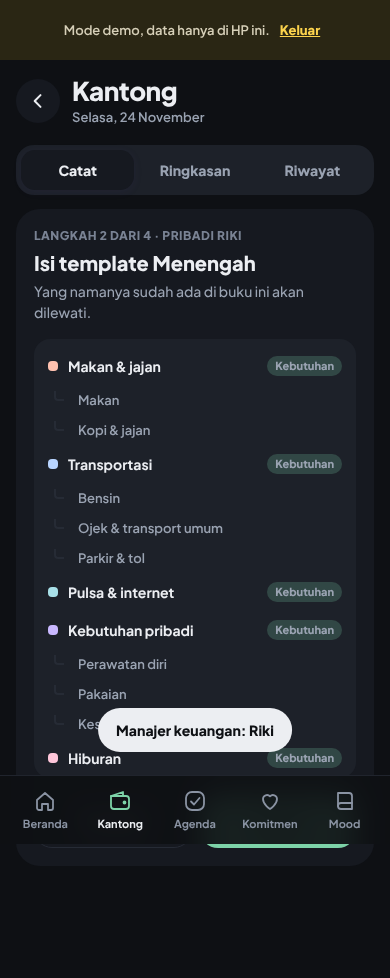 Mode demo, data hanya di HP ini. Keluar
Kantong
Selasa, 24 November
Catat Ringkasan Riwayat
LANGKAH 2 DARI 4 · PRIBADI RIKI
Isi template Menengah
Yang namanya sudah ada di buku ini akan
dilewati.
Makan & jajan Kebutuhan
Makan
Kopi & jajan
Transportasi Kebutuhan
Bensin
Ojek & transport umum
Parkir & tol
Pulsa & internet Kebutuhan
Kebutuhan pribadi Kebutuhan
Perawatan diri
Pakaian
Manajer keuangan: Riki
Hiburan Kebutuhan
Beranda Kantong Agenda Komitmen Mood